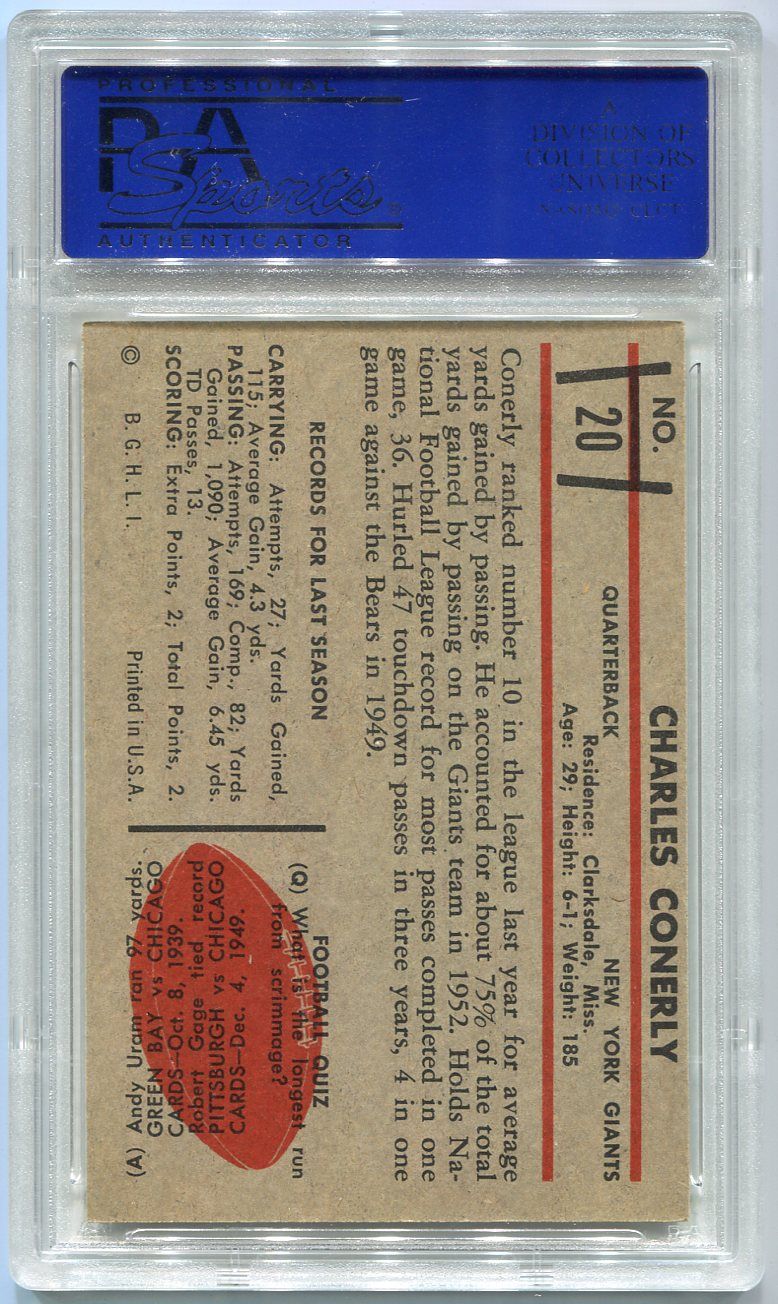 PROFESSIONAL
PSA
Sports®
AUTHENTICATOR
A
DIVISION OF
COLLECTORS
UNIVERSE
NASDAQ: CLCT
NO.
20
CHARLES CONERLY
QUARTERBACK NEW YORK GIANTS
Residence: Clarksdale, Miss.
Age: 29; Height: 6-1; Weight: 185
Conerly ranked number 10 in the league last year for average
yards gained by passing. He accounted for about 75% of the total
yards gained by passing on the Giants team in 1952. Holds Na-
tional Football League record for most passes completed in one
game, 36. Hurled 47 touchdown passes in three years, 4 in one
game against the Bears in 1949.
RECORDS FOR LAST SEASON
CARRYING: Attempts, 27; Yards Gained,
115; Average Gain, 4.3 yds.
PASSING: Attempts, 169; Comp., 82; Yards
Gained, 1,090; Average Gain, 6.45 yds.
TD Passes, 13.
SCORING: Extra Points, 2; Total Points, 2.
© B. G. H. L. I. Printed in U.S.A.
FOOTBALL QUIZ
(Q) What is the longest run
from scrimmage?
Robert Gage tied record
PITTSBURGH vs CHICAGO
CARDS—Dec. 4, 1949.
GREEN BAY vs CHICAGO
CARDS—Oct. 8, 1939.
(A) Andy Uram ran 97 yards.